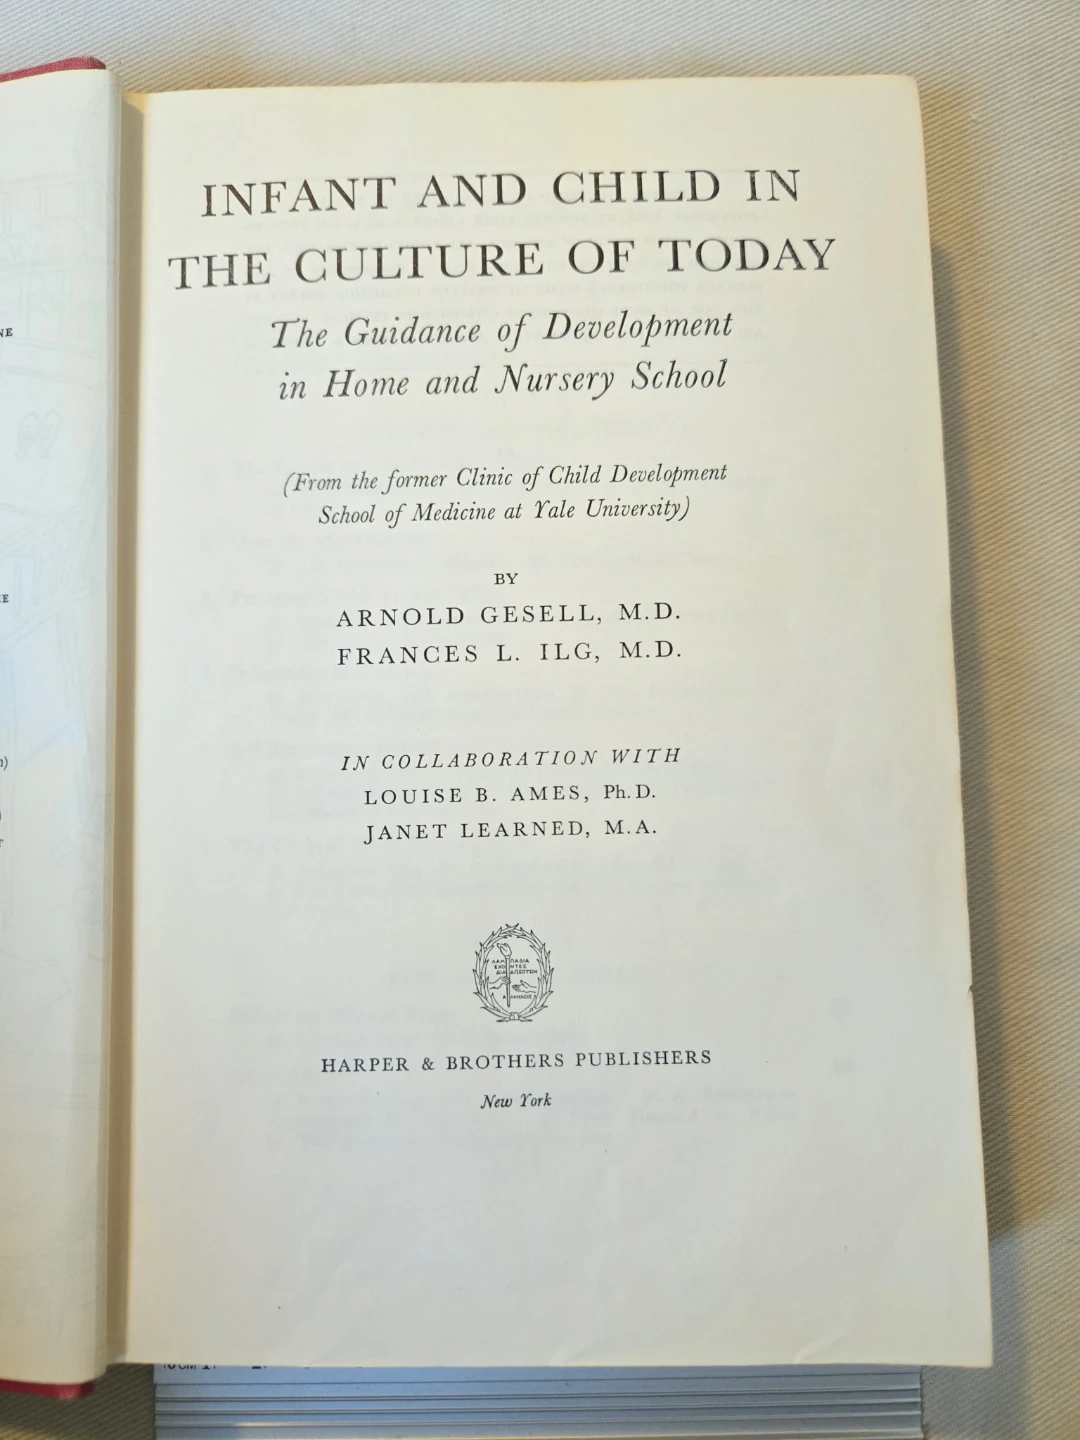 INFANT AND CHILD IN
THE CULTURE OF TODAY
The Guidance of Development
in Home and Nursery School
(From the former Clinic of Child Development
School of Medicine at Yale University)
BY
ARNOLD GESELL, M.D.
FRANCES L. ILG, M.D.
IN COLLABORATION WITH
LOUISE B. AMES, Ph.D.
JANET LEARNED, M.A.
ΛΑΜΠΑΔΙΑ
ΕΧΟΝΤΕΣ
HARPER & BROTHERS PUBLISHERS
New York